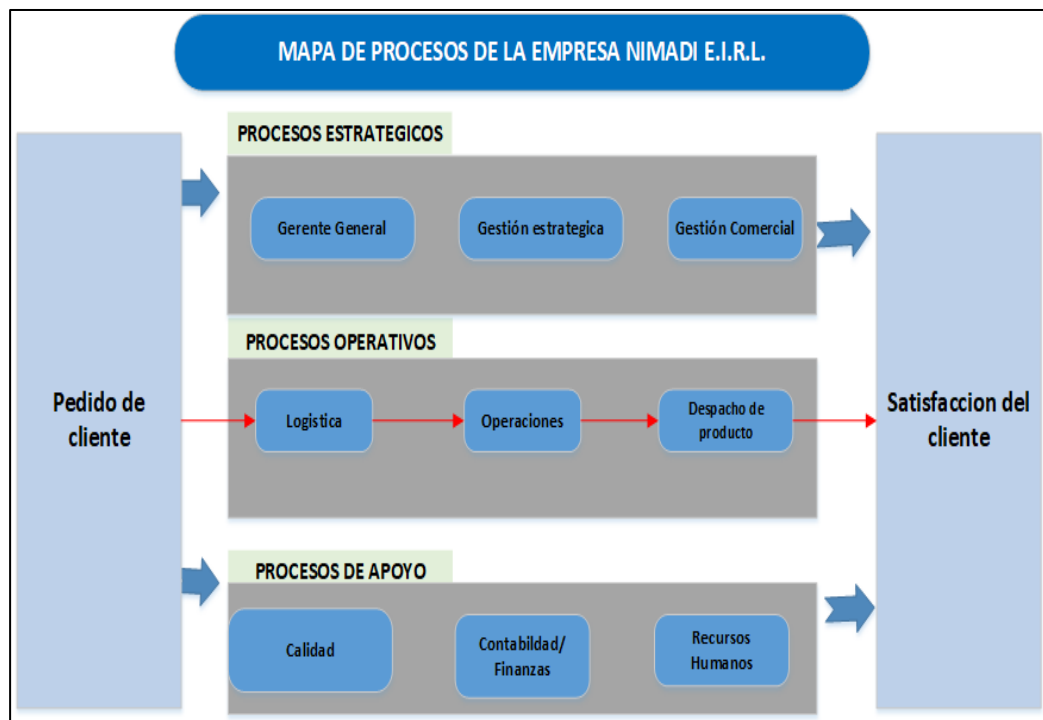 MAPA DE PROCESOS DE LA EMPRESA NIMADI E.I.R.L.
PROCESOS ESTRATEGICOS
Gerente General
Gestión estrategica
Gestión Comercial
PROCESOS OPERATIVOS
Pedido de
cliente
Logistica
Operaciones
Despacho de
producto
Satisfaccion del
cliente
PROCESOS DE APOYO
Calidad
Contabildad/
Finanzas
Recursos
Humanos